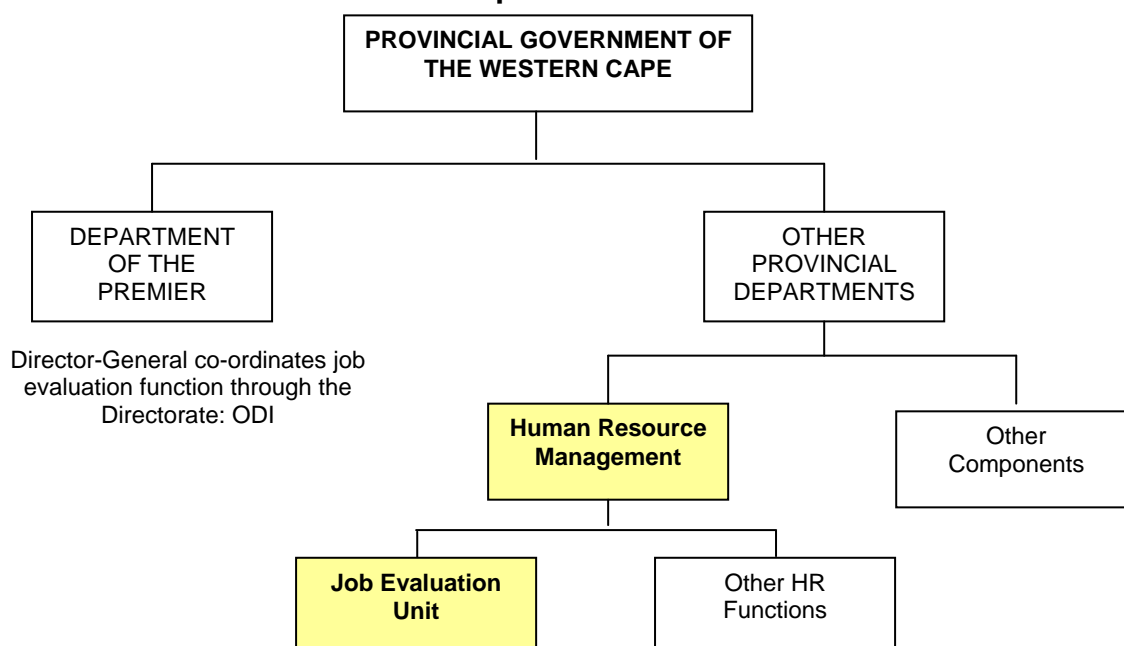 PROVINCIAL GOVERNMENT OF
THE WESTERN CAPE
DEPARTMENT
OF THE
PREMIER
OTHER
PROVINCIAL
DEPARTMENTS
Director-General co-ordinates job
evaluation function through the
Directorate: ODI
Human Resource
Management
Other
Components
Job Evaluation
Unit
Other HR
Functions